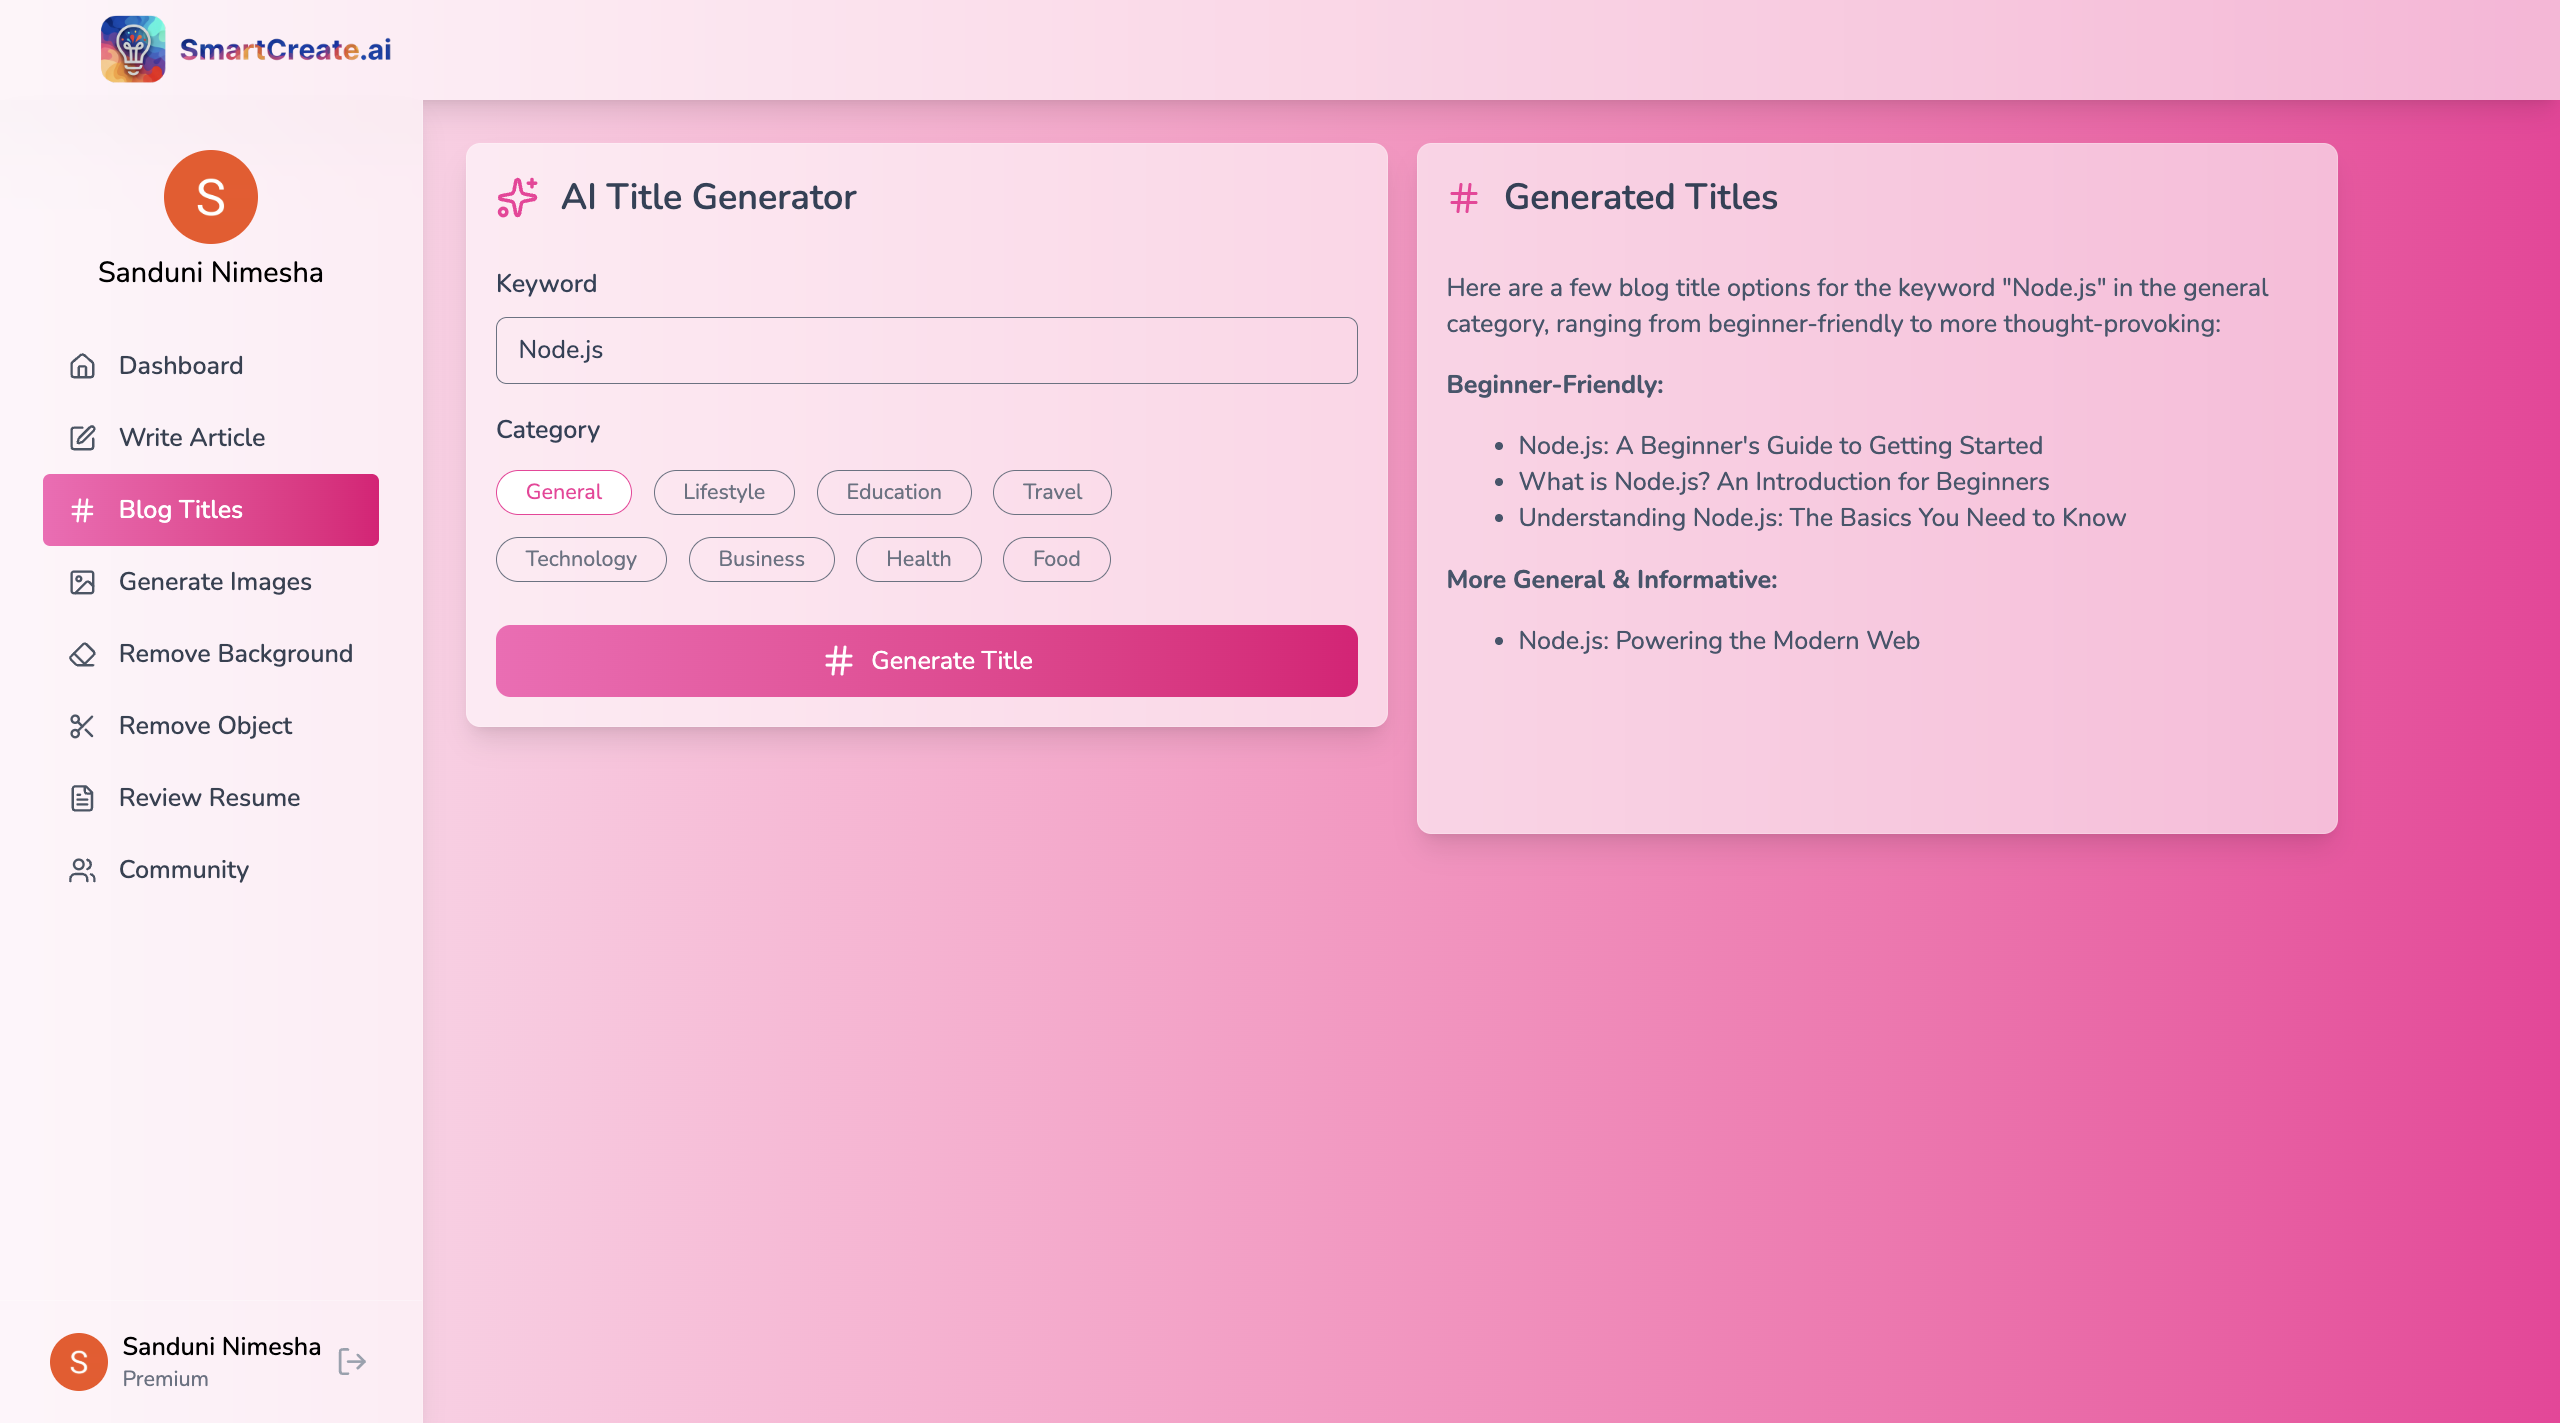 SmartCreate.ai
S
Sanduni Nimesha
Dashboard
Write Article
Blog Titles
Generate Images
Remove Background
Remove Object
Review Resume
Community
S
Sanduni Nimesha
Premium
AI Title Generator
Keyword
Node.js
Category
General
Lifestyle
Education
Travel
Technology
Business
Health
Food
Generate Title
Generated Titles
Here are a few blog title options for the keyword "Node.js" in the general
category, ranging from beginner-friendly to more thought-provoking:
Beginner-Friendly:
• Node.js: A Beginner's Guide to Getting Started
• What is Node.js? An Introduction for Beginners
• Understanding Node.js: The Basics You Need to Know
More General & Informative:
• Node.js: Powering the Modern Web